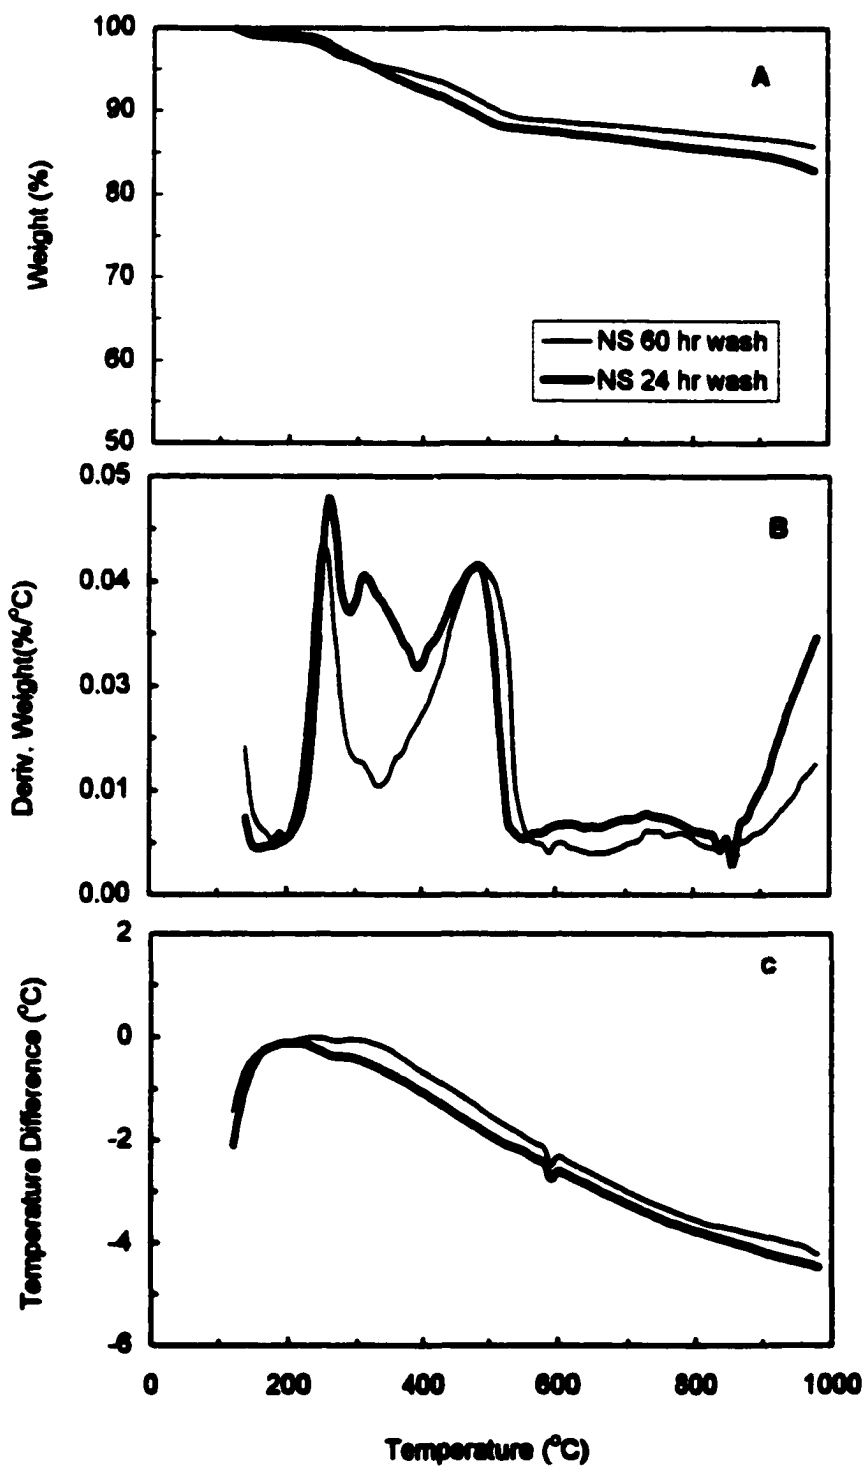 100
A
90
Weight (%)
80
70
NS 60 hr wash
60
NS 24 hr wash
50
0.05
B
0.04
Deriv. Weight(%/°C)
0.03
0.01
0.00
2
C
0
Temperature Difference (°C)
-2
-4
-6
0 200 400 600 800 1000
Temperature (°C)